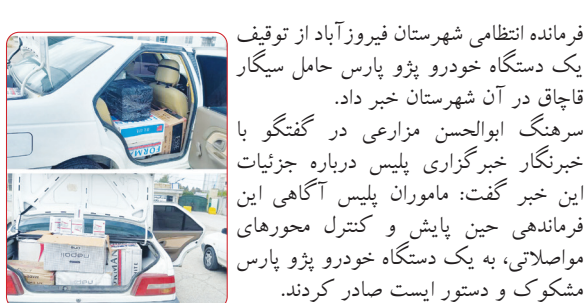 فرمانده انتظامی شهرستان فیروزآباد از توقیف
یک دستگاه خودرو پژو پارس حامل سیگار
قاچاق در آن شهرستان خبر داد.
سرهنگ ابوالحسن مزارعی در گفتگو با
خبرنگار خبرگزاری پلیس درباره جزئیات
این خبر گفت: ماموران پلیس آگاهی این
فرماندهی حین پایش و کنترل محورهای
مواصلاتی، به یک دستگاه خودرو پژو پارس
مشکوک و دستور ایست صادر کردند.
FORMAN
napoli